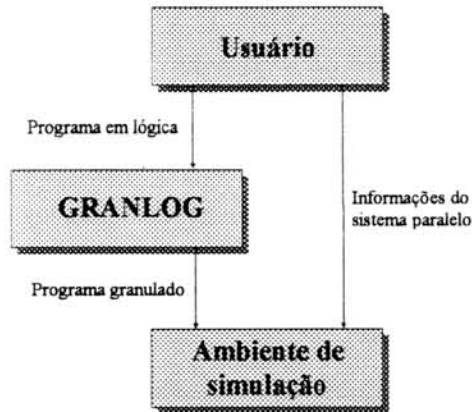 Usuário
Programa em lógica
GRANLOG
Informações do
sistema paralelo
Programa granulado
Ambiente de
simulação